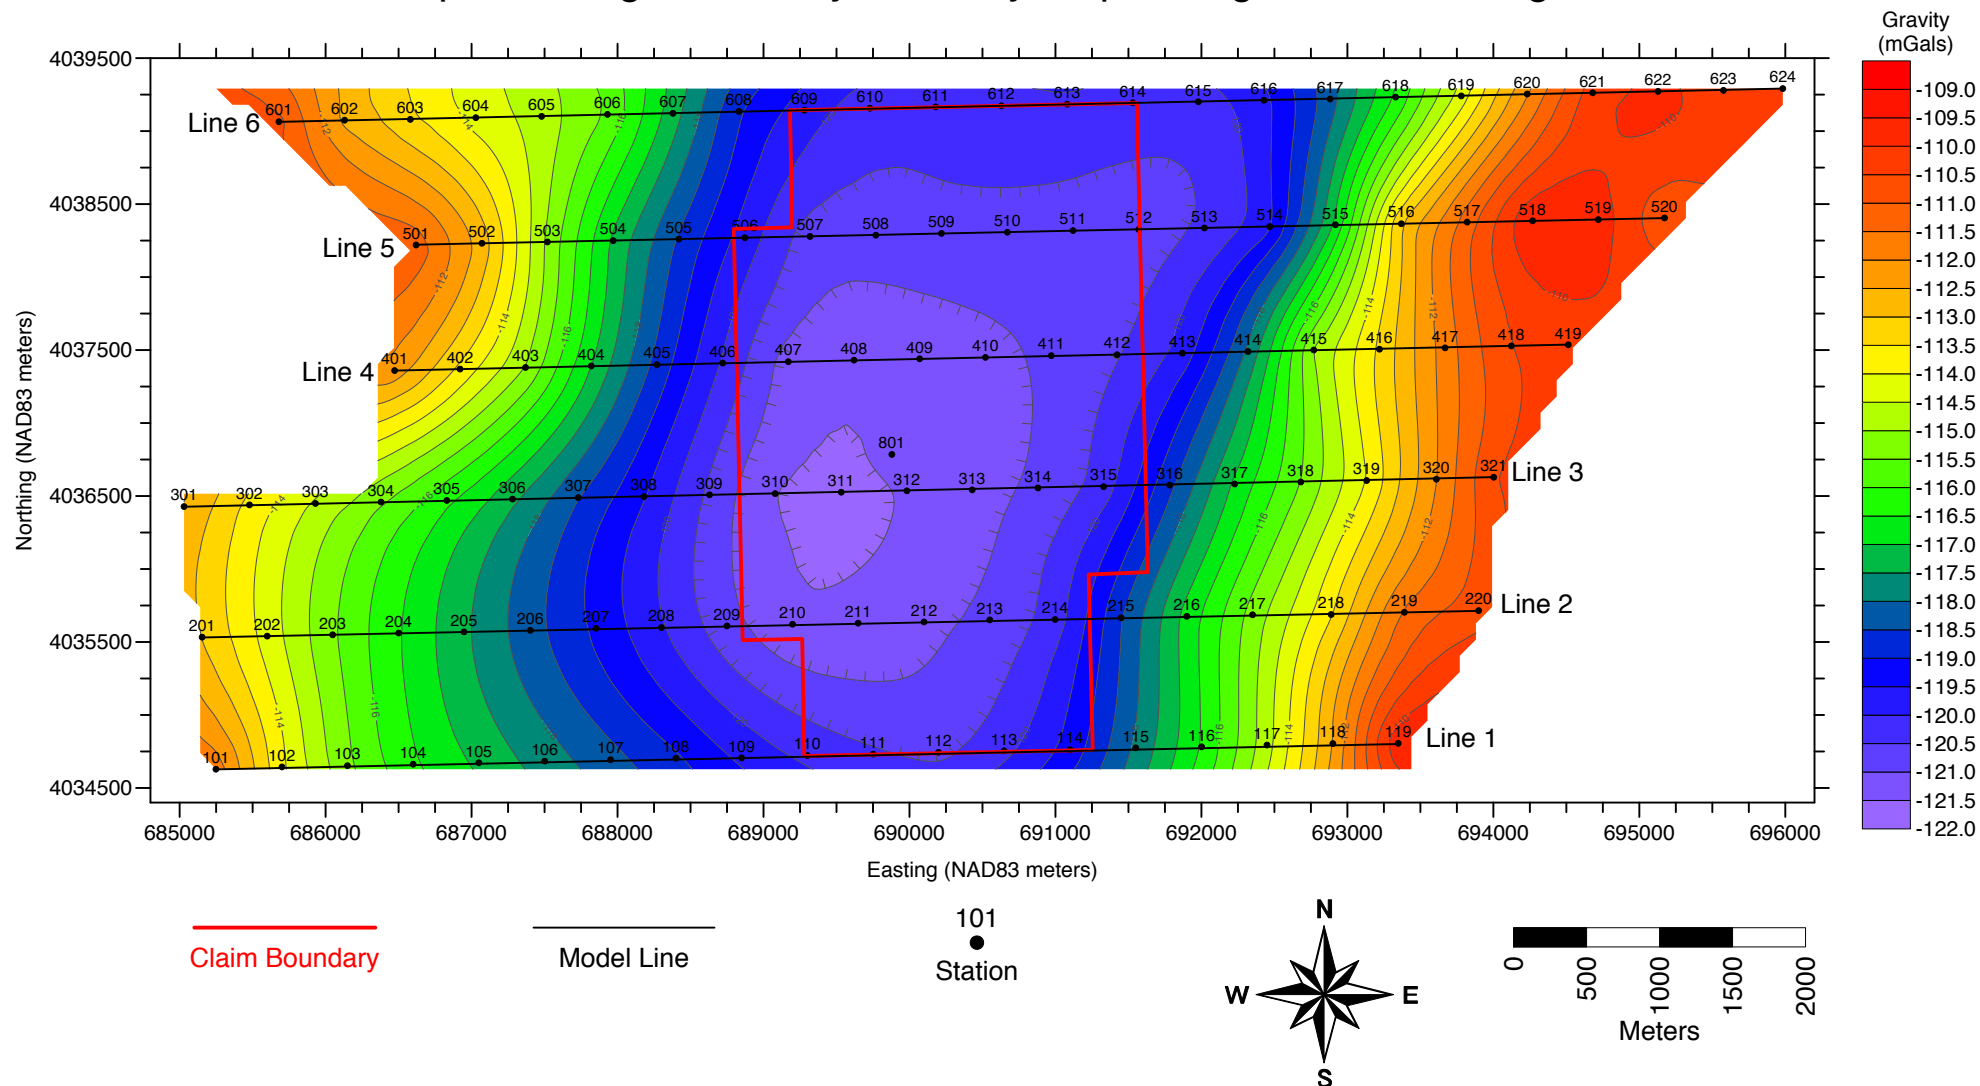 Gravity
(mGals)
-109.0
-109.5
-110.0
-110.5
-111.0
-111.5
-112.0
-112.5
-113.0
-113.5
-114.0
-114.5
-115.0
-115.5
-116.0
-116.5
-117.0
-117.5
-118.0
-118.5
-119.0
-119.5
-120.0
-120.5
-121.0
-121.5
-122.0
Northing (NAD83 meters)
4039500
4038500
4037500
4036500
4035500
4034500
Line 6
601 602 603 604 605 606 607 608 609 610 611 612 613 614 615 616 617 618 619 620 621 622 623 624
Line 5
501 502 503 504 505 506 507 508 509 510 511 512 513 514 515 516 517 518 519 520
Line 4
401 402 403 404 405 406 407 408 409 410 411 412 413 414 415 416 417 418 419
801
301 302 303 304 305 306 307 308 309 310 311 312 313 314 315 316 317 318 319 320 321
Line 3
201 202 203 204 205 206 207 208 209 210 211 212 213 214 215 216 217 218 219 220
Line 2
101 102 103 104 105 106 107 108 109 110 111 112 113 114 115 116 117 118 119
Line 1
685000 686000 687000 688000 689000 690000 691000 692000 693000 694000 695000 696000
Easting (NAD83 meters)
Claim Boundary
Model Line
101
Station
N
W E
S
0 500 1000 1500 2000
Meters